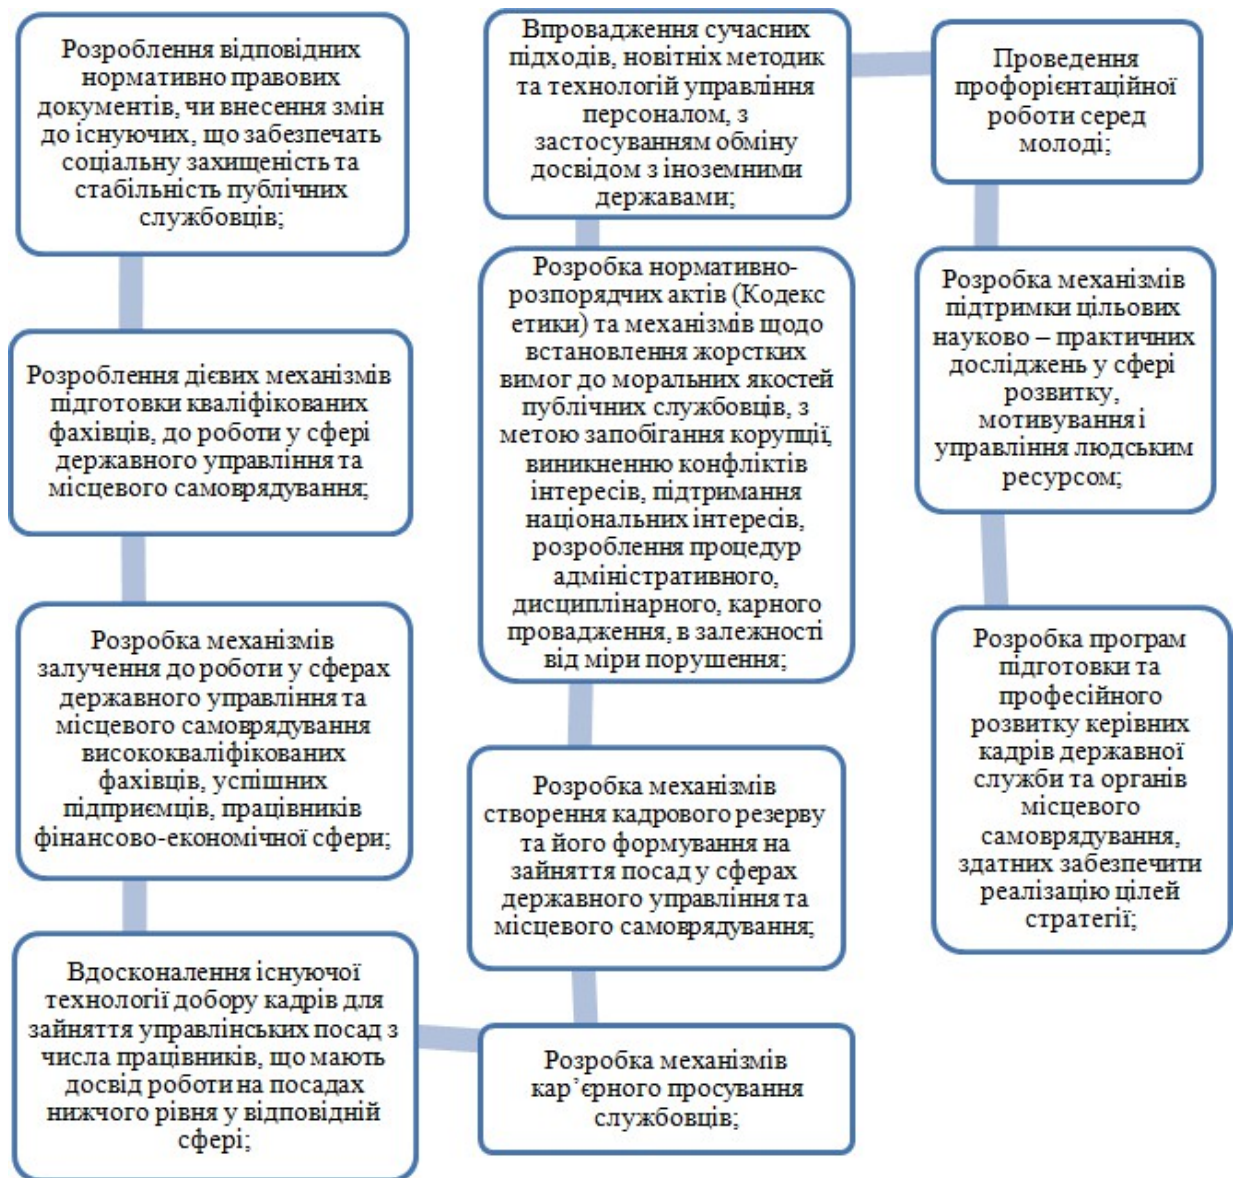 Розроблення відповідних
нормативно правових
документів, чи внесення змін
до існуючих, що забезпечать
соціальну захищеність та
стабільність публічних
службовців;
Розроблення дієвих механізмів
підготовки кваліфікованих
фахівців, до роботи у сфері
державного управління та
місцевого самоврядування;
Розробка механізмів
залучення до роботи у сферах
державного управління та
місцевого самоврядування
висококваліфікованих
фахівців, успішних
підприємців, працівників
фінансово-економічної сфери;
Вдосконалення існуючої
технології добору кадрів для
зайняття управлінських посад з
числа працівників, що мають
досвід роботи на посадах
нижчого рівня у відповідній
сфері;
Розробка механізмів
кар’єрного просування
службовців;
Розробка механізмів
створення кадрового резерву
та його формування на
зайняття посад у сферах
державного управління та
місцевого самоврядування;
Розробка нормативно-
розпорядчих актів (Кодекс
етики) та механізмів щодо
встановлення жорстких
вимог до моральних якостей
публічних службовців, з
метою запобігання корупції,
виникненню конфліктів
інтересів, підтримання
національних інтересів,
розроблення процедур
адміністративного,
дисциплінарного, карного
провадження, в залежності
від міри порушення;
Впровадження сучасних
підходів, новітніх методик
та технологій управління
персоналом, з
застосуванням обміну
досвідом з іноземними
державами;
Проведення
профорієнтаційної
роботи серед
молоді;
Розробка механізмів
підтримки цільових
науково – практичних
досліджень у сфері
розвитку,
мотивування і
управління людським
ресурсом;
Розробка програм
підготовки та
професійного
розвитку керівних
кадрів державної
служби та органів
місцевого
самоврядування,
здатних забезпечити
реалізацію цілей
стратегії;